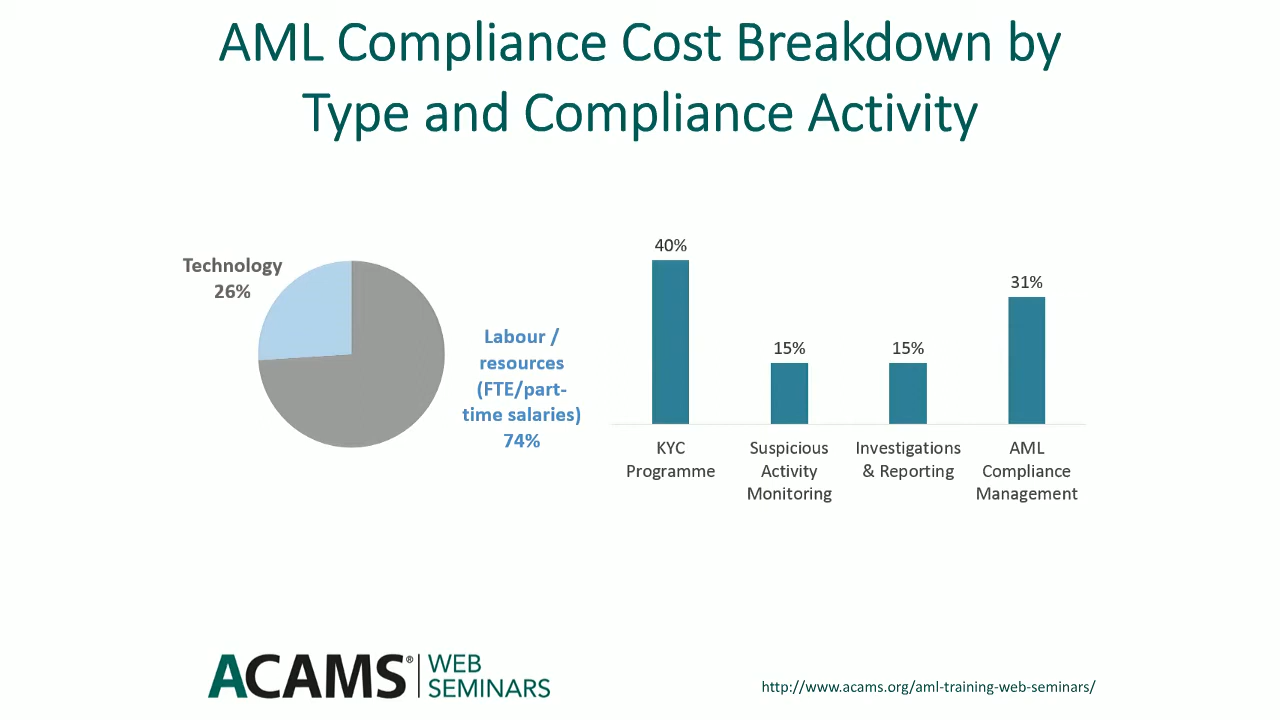 AML Compliance Cost Breakdown by
Type and Compliance Activity
Technology
26%
Labour /
resources
(FTE/part-
time salaries)
74%
40%
15%
15%
31%
KYC
Programme
Suspicious
Activity
Monitoring
Investigations
& Reporting
AML
Compliance
Management
ACAMS® WEB
SEMINARS
http://www.acams.org/aml-training-web-seminars/